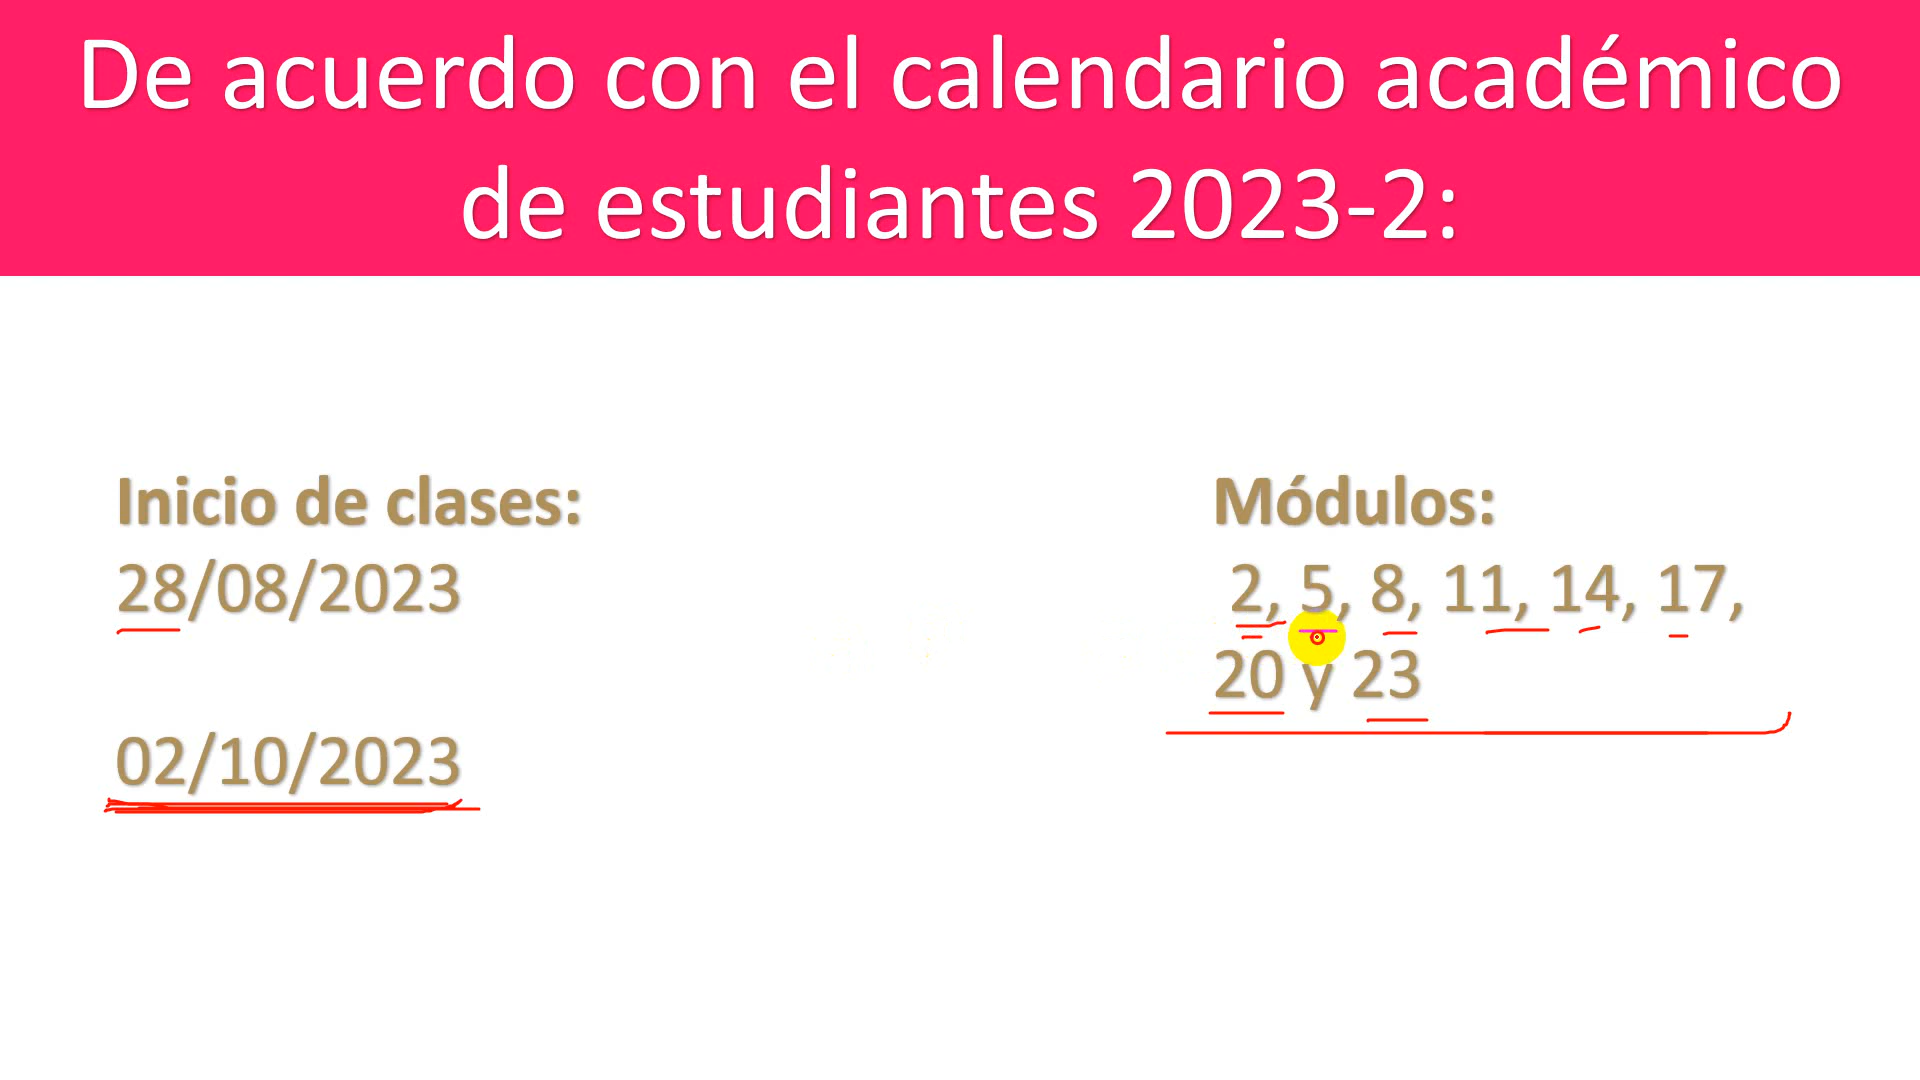 De acuerdo con el calendario académico
de estudiantes 2023-2:
Inicio de clases:
28/08/2023
02/10/2023
Módulos:
2, 5, 8, 11, 14, 17,
20 y 23